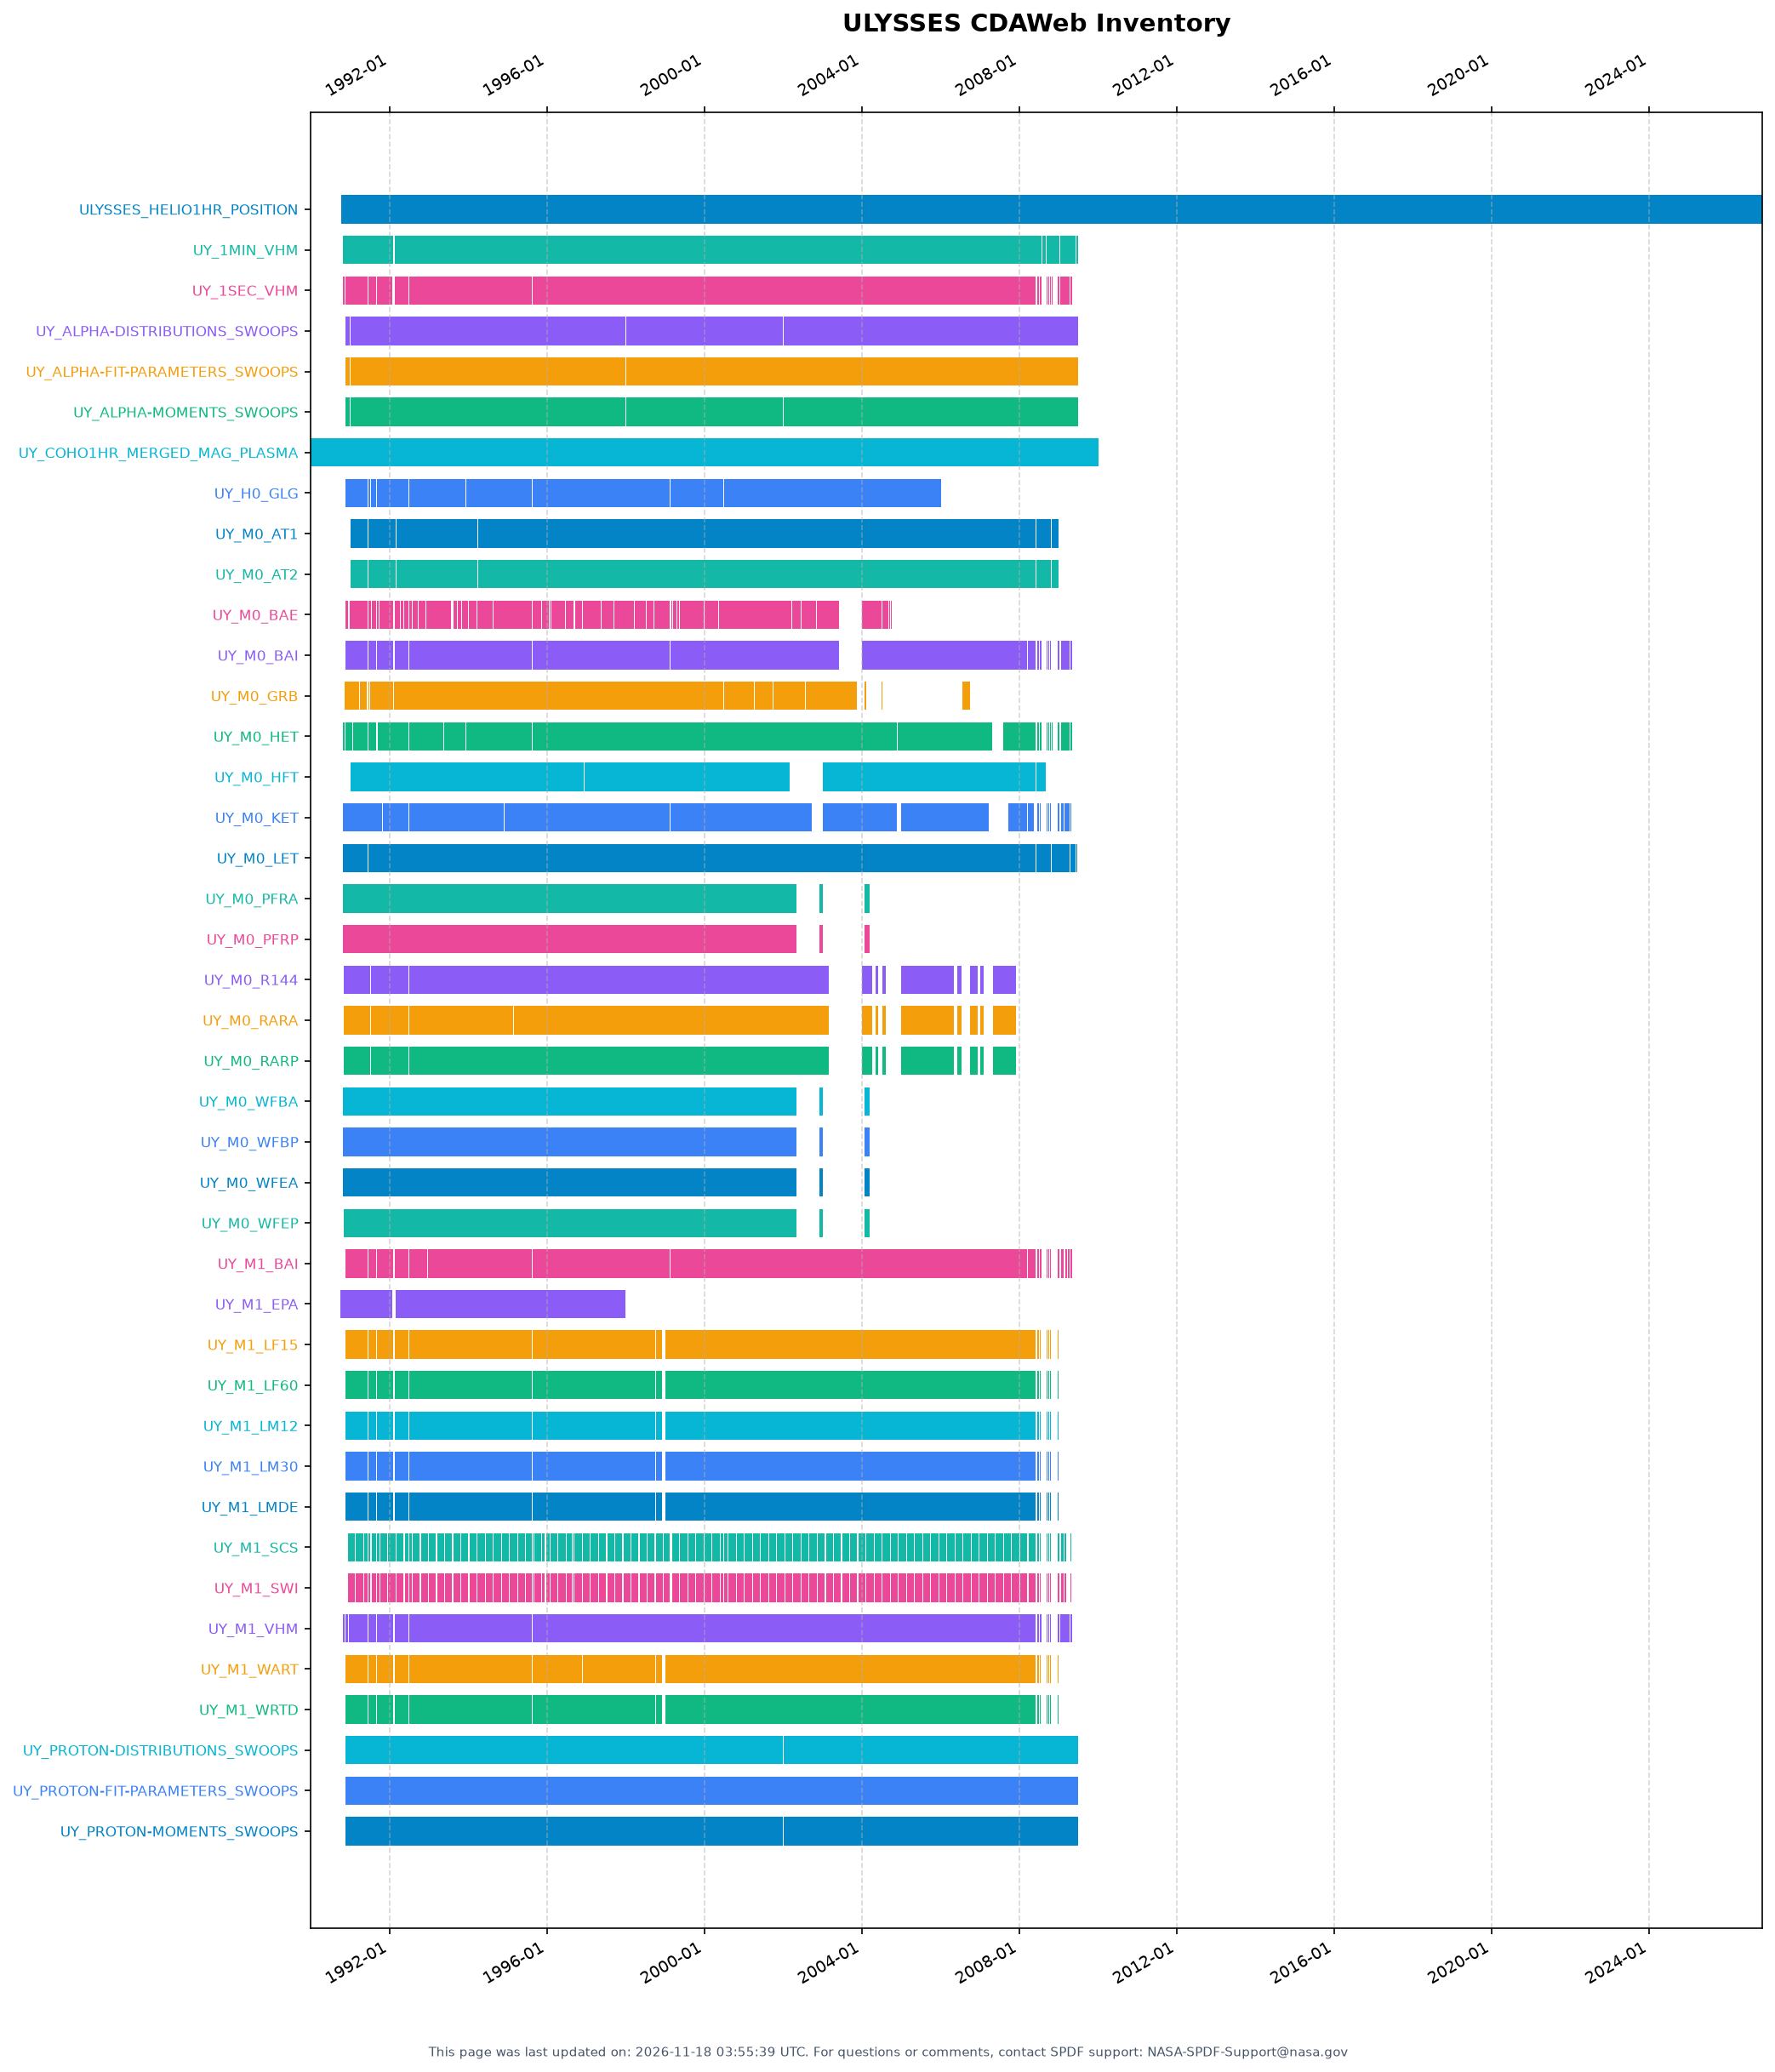 ULYSSES CDAWeb Inventory
1992-01 1996-01 2000-01 2004-01 2008-01 2012-01 2016-01 2020-01 2024-01
ULYSSES_HELIO1HR_POSITION
UY_1MIN_VHM
UY_1SEC_VHM
UY_ALPHA-DISTRIBUTIONS_SWOOPS
UY_ALPHA-FIT-PARAMETERS_SWOOPS
UY_ALPHA-MOMENTS_SWOOPS
UY_COHO1HR_MERGED_MAG_PLASMA
UY_H0_GLG
UY_M0_AT1
UY_M0_AT2
UY_M0_BAE
UY_M0_BAI
UY_M0_GRB
UY_M0_HET
UY_M0_HFT
UY_M0_KET
UY_M0_LET
UY_M0_PFRA
UY_M0_PFRP
UY_M0_R144
UY_M0_RARA
UY_M0_RARP
UY_M0_WFBA
UY_M0_WFBP
UY_M0_WFEA
UY_M0_WFEP
UY_M1_BAI
UY_M1_EPA
UY_M1_LF15
UY_M1_LF60
UY_M1_LM12
UY_M1_LM30
UY_M1_LMDE
UY_M1_SCS
UY_M1_SWI
UY_M1_VHM
UY_M1_WART
UY_M1_WRTD
UY_PROTON-DISTRIBUTIONS_SWOOPS
UY_PROTON-FIT-PARAMETERS_SWOOPS
UY_PROTON-MOMENTS_SWOOPS
1992-01 1996-01 2000-01 2004-01 2008-01 2012-01 2016-01 2020-01 2024-01
This page was last updated on: 2026-11-18 03:55:39 UTC. For questions or comments, contact SPDF support: NASA-SPDF-Support@nasa.gov